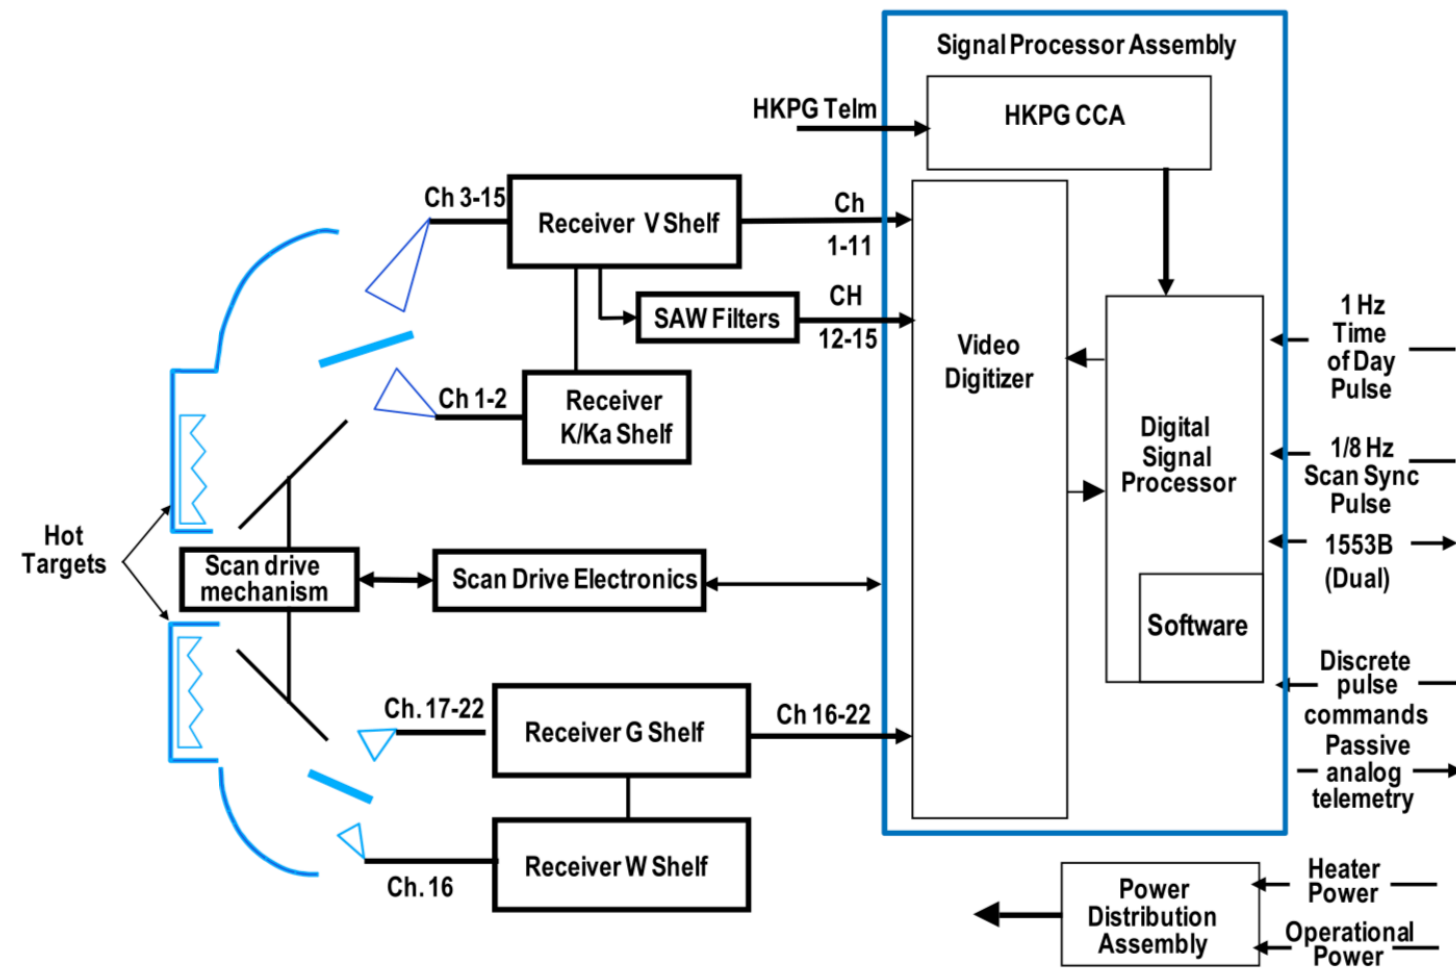 Signal Processor Assembly
HKPG Telm
HKPG CCA
Ch 3-15
Receiver V Shelf
Ch
1-11
SAW Filters
CH
12-15
Ch 1-2
Receiver
K/Ka Shelf
Video
Digitizer
Digital
Signal
Processor
Software
1 Hz
Time
of Day
Pulse
1/8 Hz
Scan Sync
Pulse
1553B
(Dual)
Discrete
pulse
commands
Passive
analog
telemetry
Hot
Targets
Scan drive
mechanism
Scan Drive Electronics
Ch. 17-22
Receiver G Shelf
Ch 16-22
Receiver W Shelf
Ch. 16
Power
Distribution
Assembly
Heater
Power
Operational
Power